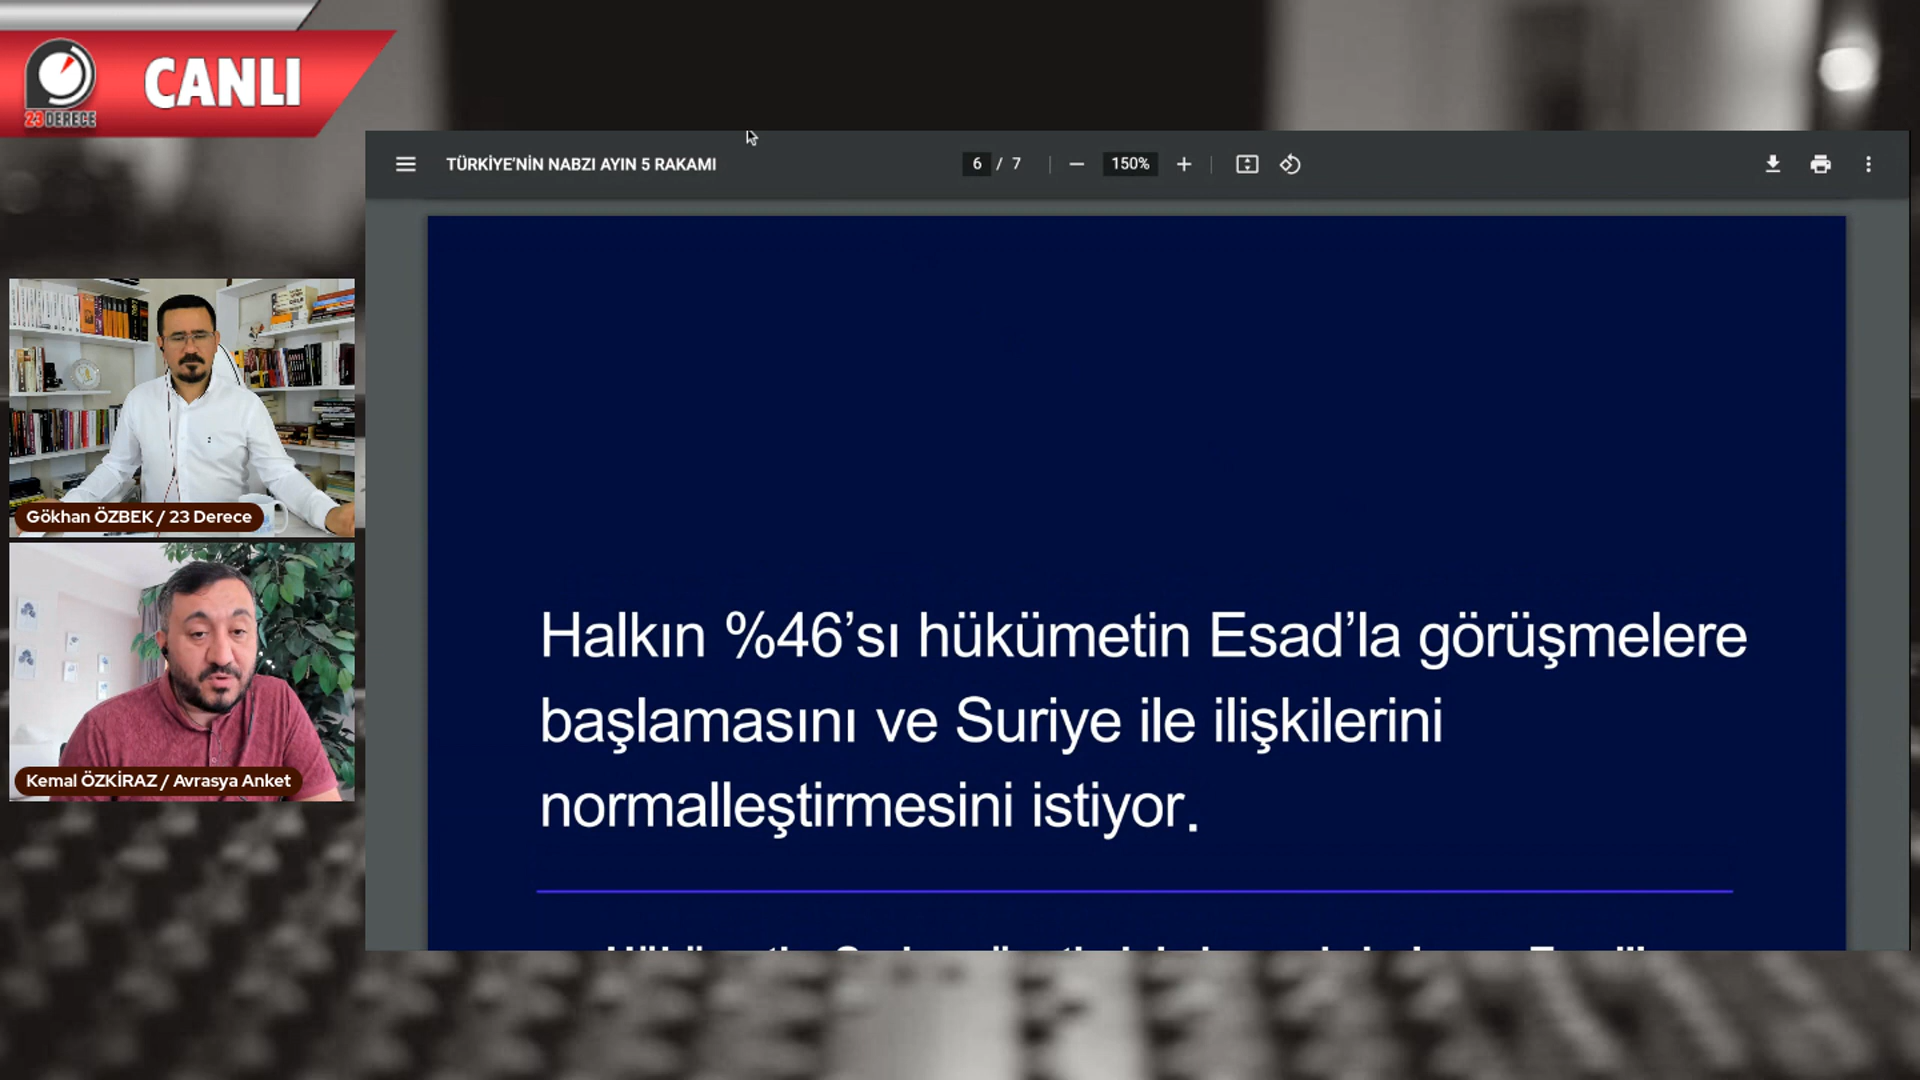 CANLI
23 DERECE
TÜRKİYE'NİN NABZI AYIN 5 RAKAMI
6 / 7
150%
Gökhan ÖZBEK / 23 Derece
Kemal ÖZKİRAZ / Avrasya Anket
Halkın %46’sı hükümetin Esad’la görüşmelere
başlamasını ve Suriye ile ilişkilerini
normalleştirmesini istiyor.